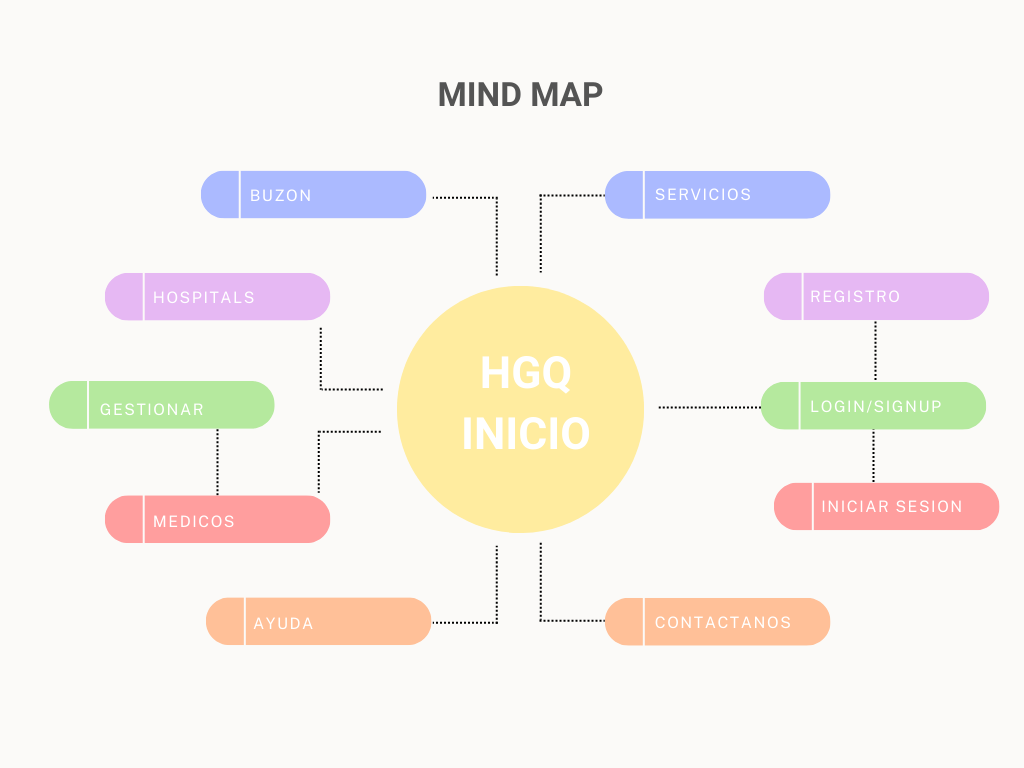 MIND MAP
BUZON
SERVICIOS
HOSPITALS
REGISTRO
HGQ
INICIO
GESTIONAR
LOGIN/SIGNUP
MEDICOS
INICIAR SESION
AYUDA
CONTACTANOS